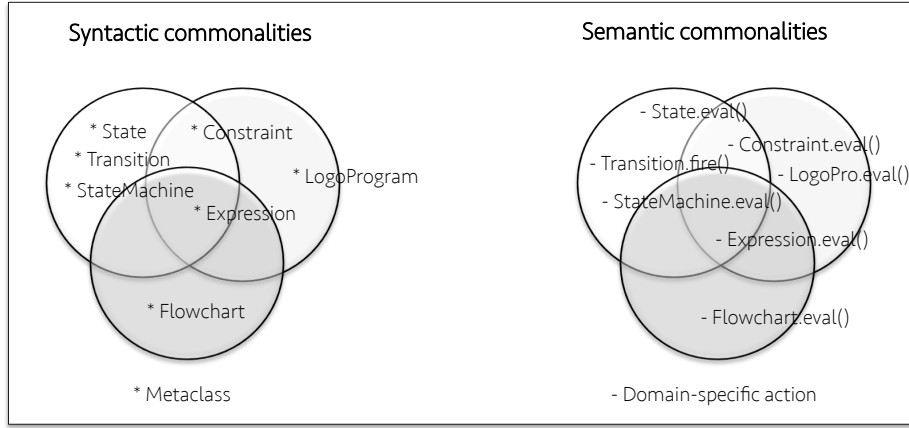 Syntactic commonalities
* State
* Constraint
* Transition
* LogoProgram
* StateMachine
* Expression
* Flowchart
* Metaclass
Semantic commonalities
- State.eval()
- Constraint.eval()
- Transition.fire()
- LogoPro.eval()
- StateMachine.eval()
- Expression.eval()
- Flowchart.eval()
- Domain-specific action